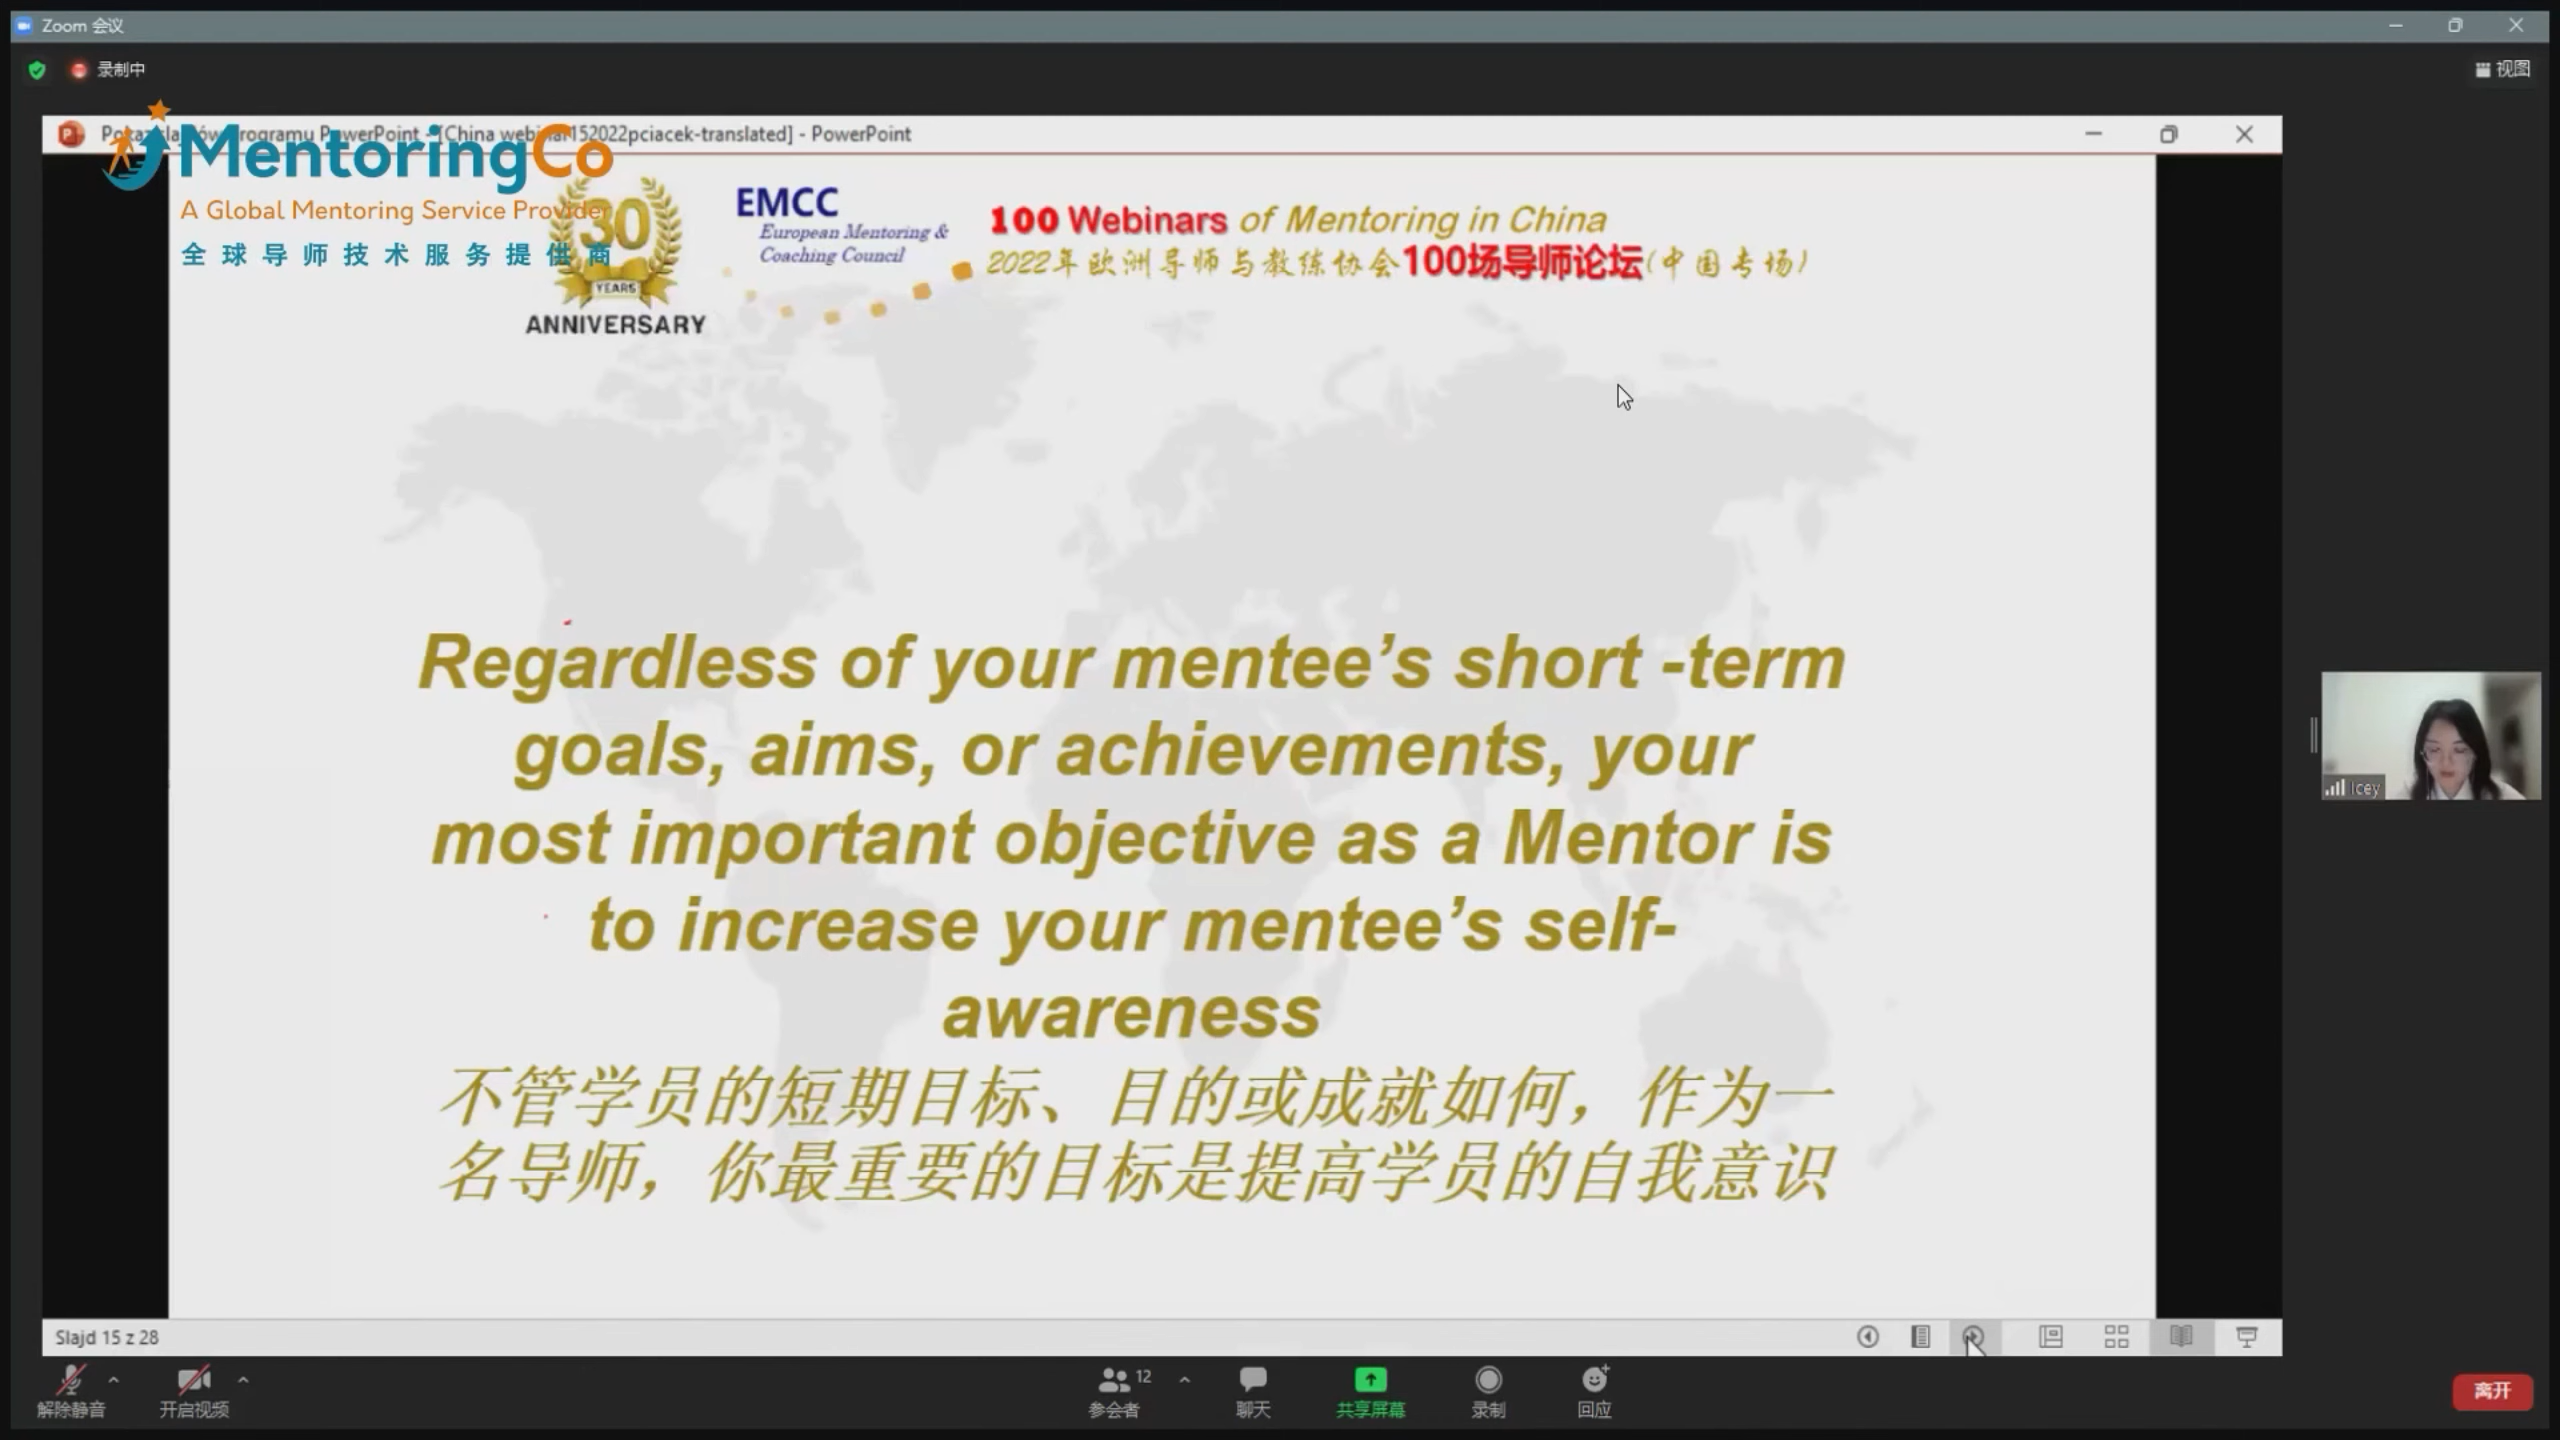 Zoom 会议
录制中
视图
programu PowerPoint - [China webinar152022pciacek-translated] - PowerPoint
MentoringCo
A Global Mentoring Service Provider
全球导师技术服务提供商
30
YEARS
ANNIVERSARY
EMCC
European Mentoring &
Coaching Council
100 Webinars of Mentoring in China
2022年欧洲导师与教练协会100场导师论坛(中国专场)
Regardless of your mentee’s short -term
goals, aims, or achievements, your
most important objective as a Mentor is
to increase your mentee’s self-
awareness
不管学员的短期目标、目的或成就如何，作为一
名导师，你最重要的目标是提高学员的自我意识
Icey
Slajd 15 z 28
解除静音
开启视频
12
参会者
聊天
共享屏幕
录制
回应
离开